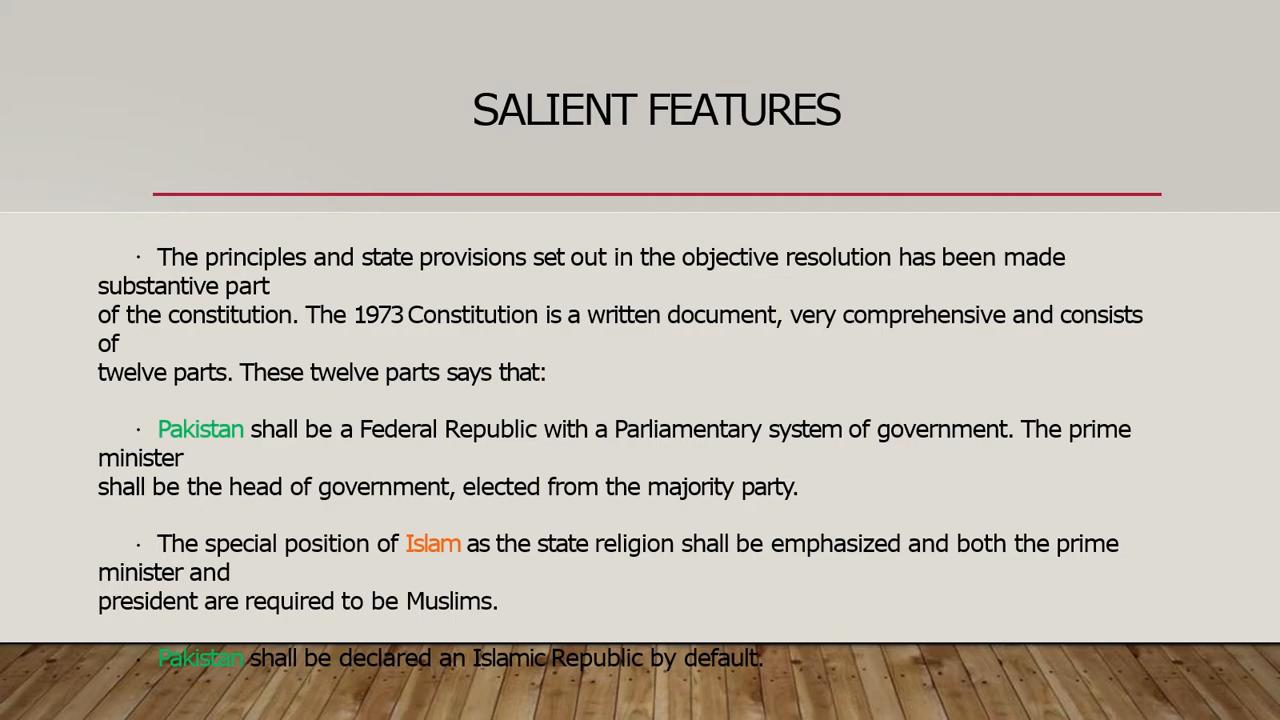 SALIENT FEATURES
· The principles and state provisions set out in the objective resolution has been made
substantive part
of the constitution. The 1973 Constitution is a written document, very comprehensive and consists
of
twelve parts. These twelve parts says that:
· Pakistan shall be a Federal Republic with a Parliamentary system of government. The prime
minister
shall be the head of government, elected from the majority party.
· The special position of Islam as the state religion shall be emphasized and both the prime
minister and
president are required to be Muslims.
· Pakistan shall be declared an Islamic Republic by default.